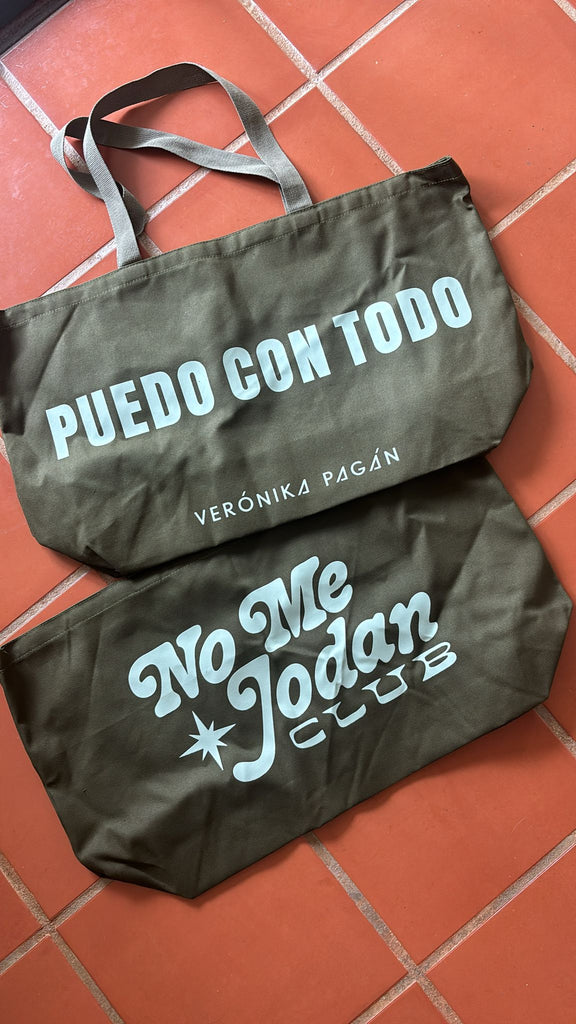 PUEDO CON TODO
VERÓNIKA PAGÁN
No Me
Jodan
CLUB